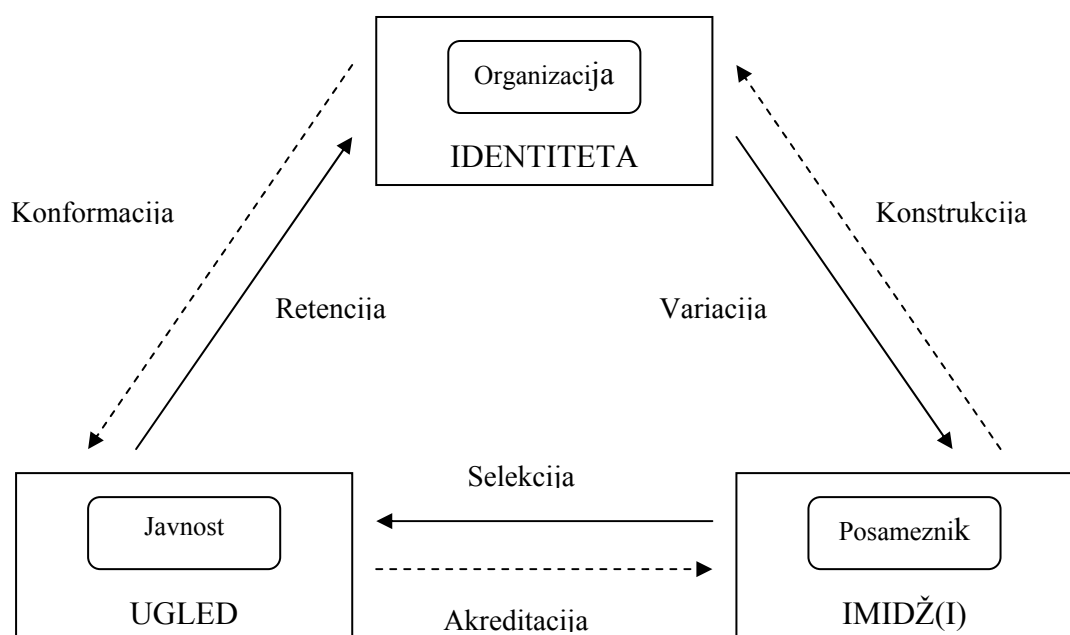 Organizacija
IDENTITETA
Konformacija
Konstrukcija
Retencija
Variacija
Selekcija
Javnost
Posameznik
UGLED
IMIDŽ(I)
Akreditacija